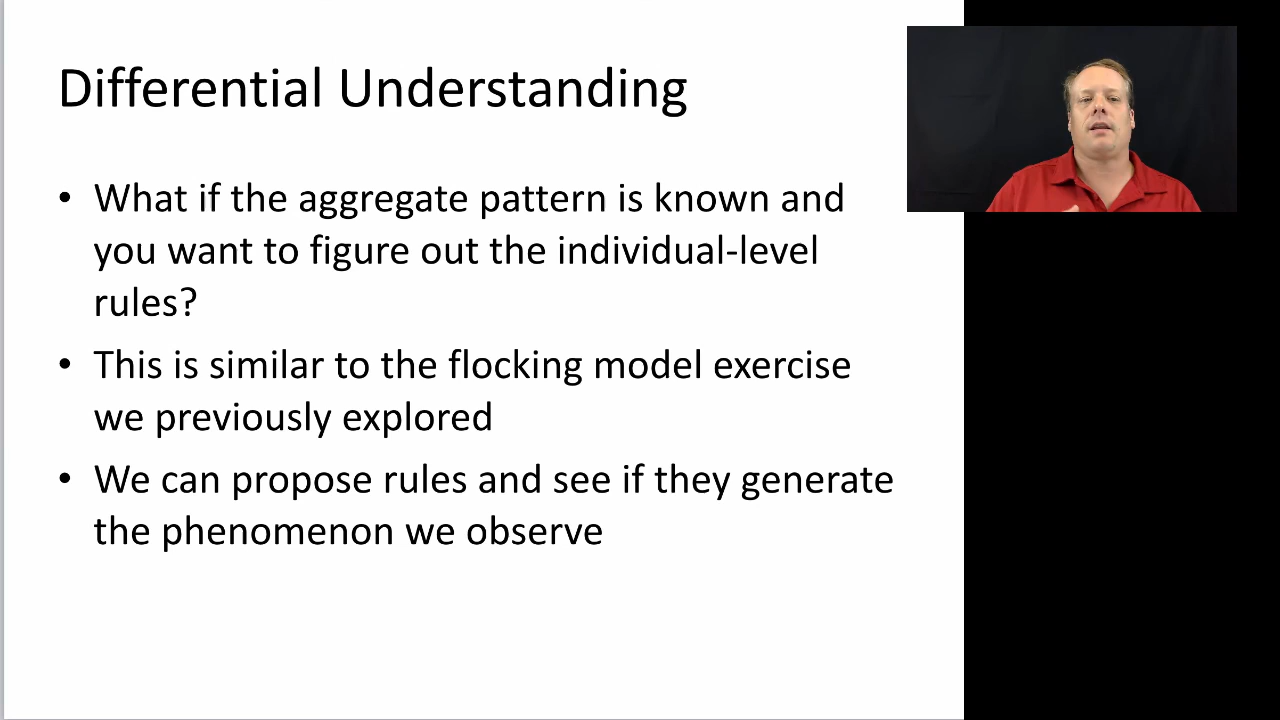 Differential Understanding
• What if the aggregate pattern is known and
you want to figure out the individual-level
rules?
• This is similar to the flocking model exercise
we previously explored
• We can propose rules and see if they generate
the phenomenon we observe